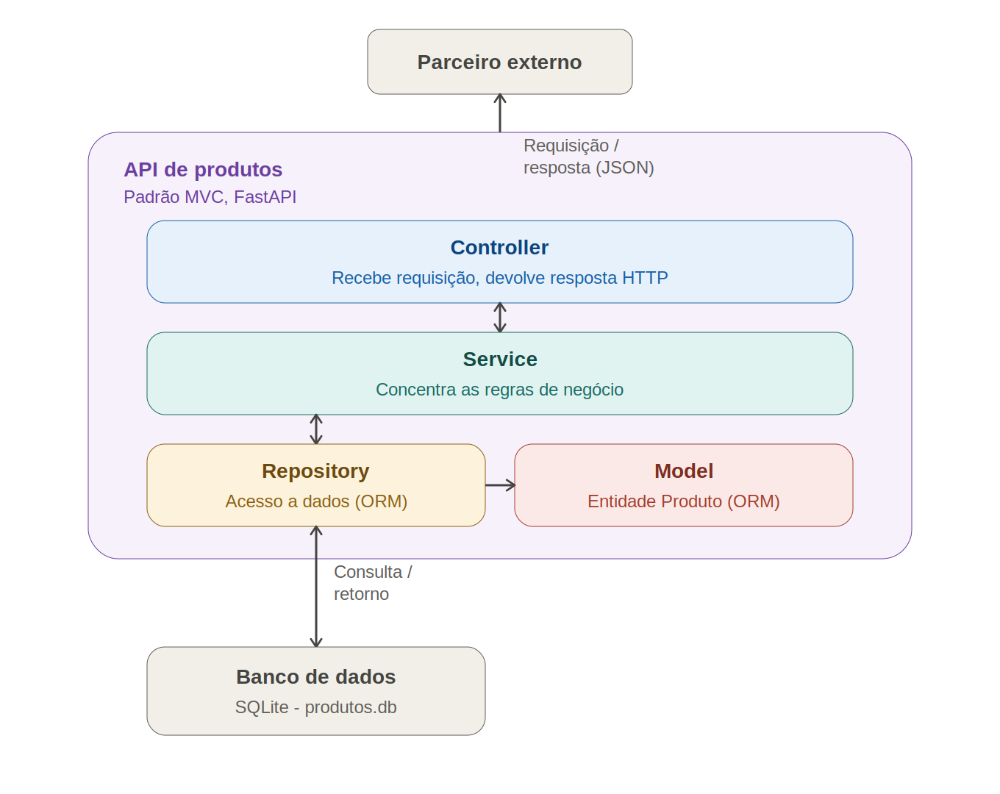 Parceiro externo
Requisição /
resposta (JSON)
API de produtos
Padrão MVC, FastAPI
Controller
Recebe requisição, devolve resposta HTTP
Service
Concentra as regras de negócio
Repository
Acesso a dados (ORM)
Model
Entidade Produto (ORM)
Consulta /
retorno
Banco de dados
SQLite - produtos.db